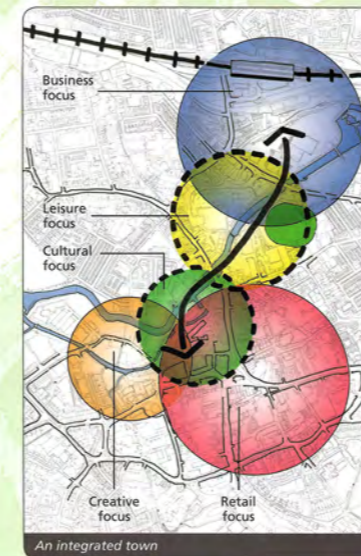 Business
focus
Leisure
focus
Cultural
focus
Creative
focus
Retail
focus
An integrated town